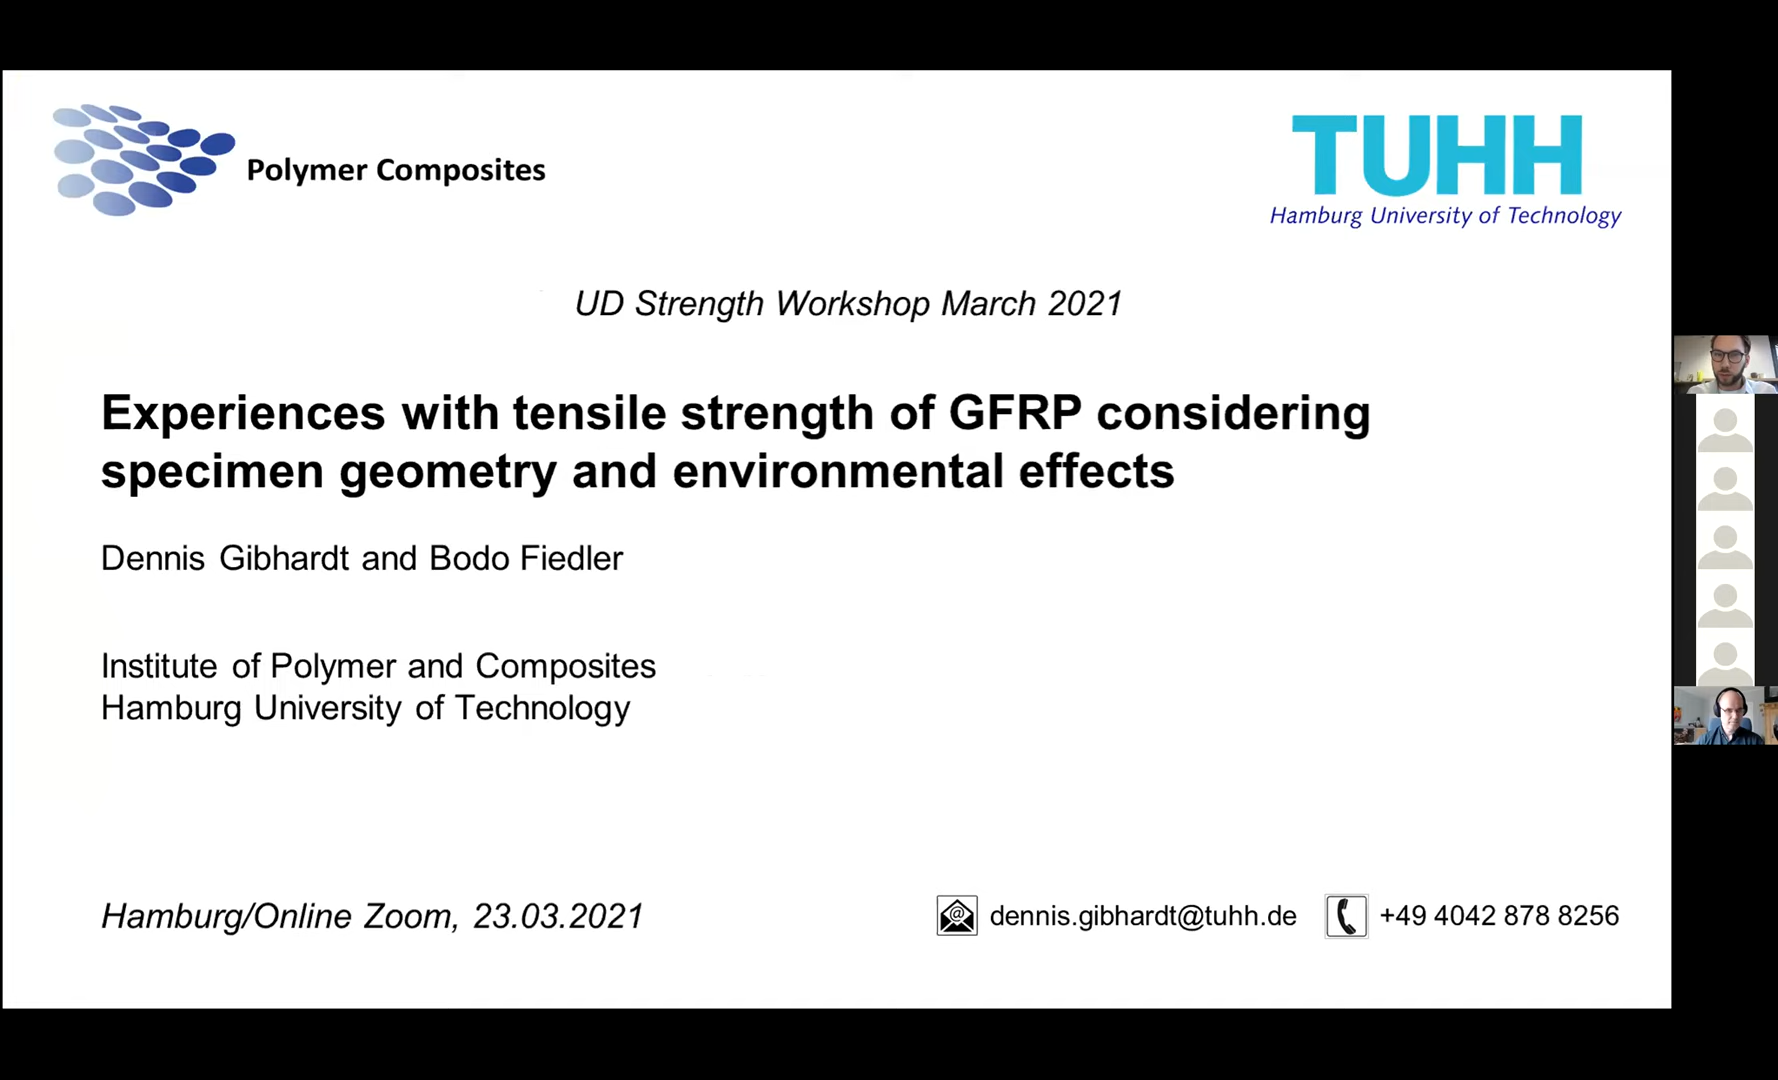 Polymer Composites
TUHH
Hamburg University of Technology
UD Strength Workshop March 2021
Experiences with tensile strength of GFRP considering
specimen geometry and environmental effects
Dennis Gibhardt and Bodo Fiedler
Institute of Polymer and Composites
Hamburg University of Technology
Hamburg/Online Zoom, 23.03.2021
@ dennis.gibhardt@tuhh.de +49 4042 878 8256